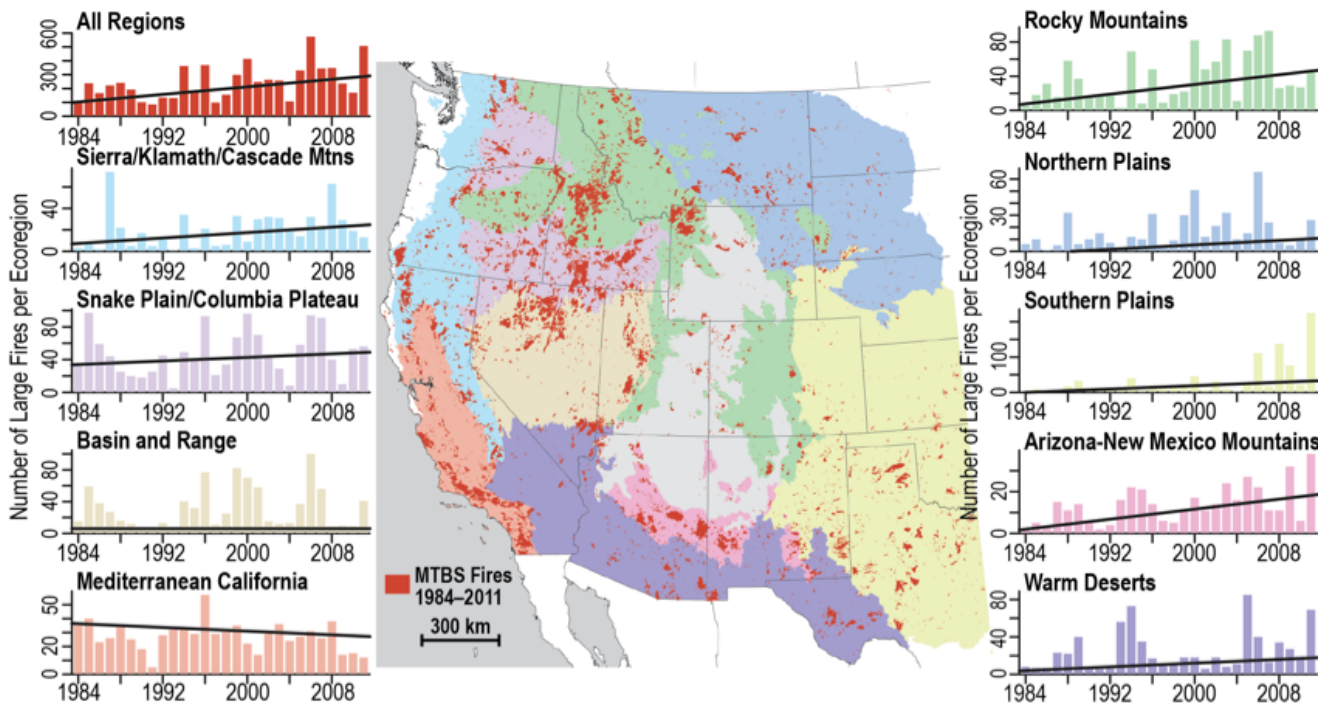 Number of Large Fires per Ecoregion
All Regions
600
300
0
1984 1992 2000 2008
Sierra/Klamath/Cascade Mtns
40
0
1984 1992 2000 2008
Snake Plain/Columbia Plateau
80
40
0
1984 1992 2000 2008
Basin and Range
80
40
0
1984 1992 2000 2008
Mediterranean California
50
20
0
1984 1992 2000 2008
MTBS Fires
1984–2011
300 km
Number of Large Fires per Ecoregion
Rocky Mountains
80
40
0
1984 1992 2000 2008
Northern Plains
60
30
0
1984 1992 2000 2008
Southern Plains
100
0
1984 1992 2000 2008
Arizona-New Mexico Mountains
20
0
1984 1992 2000 2008
Warm Deserts
80
40
0
1984 1992 2000 2008